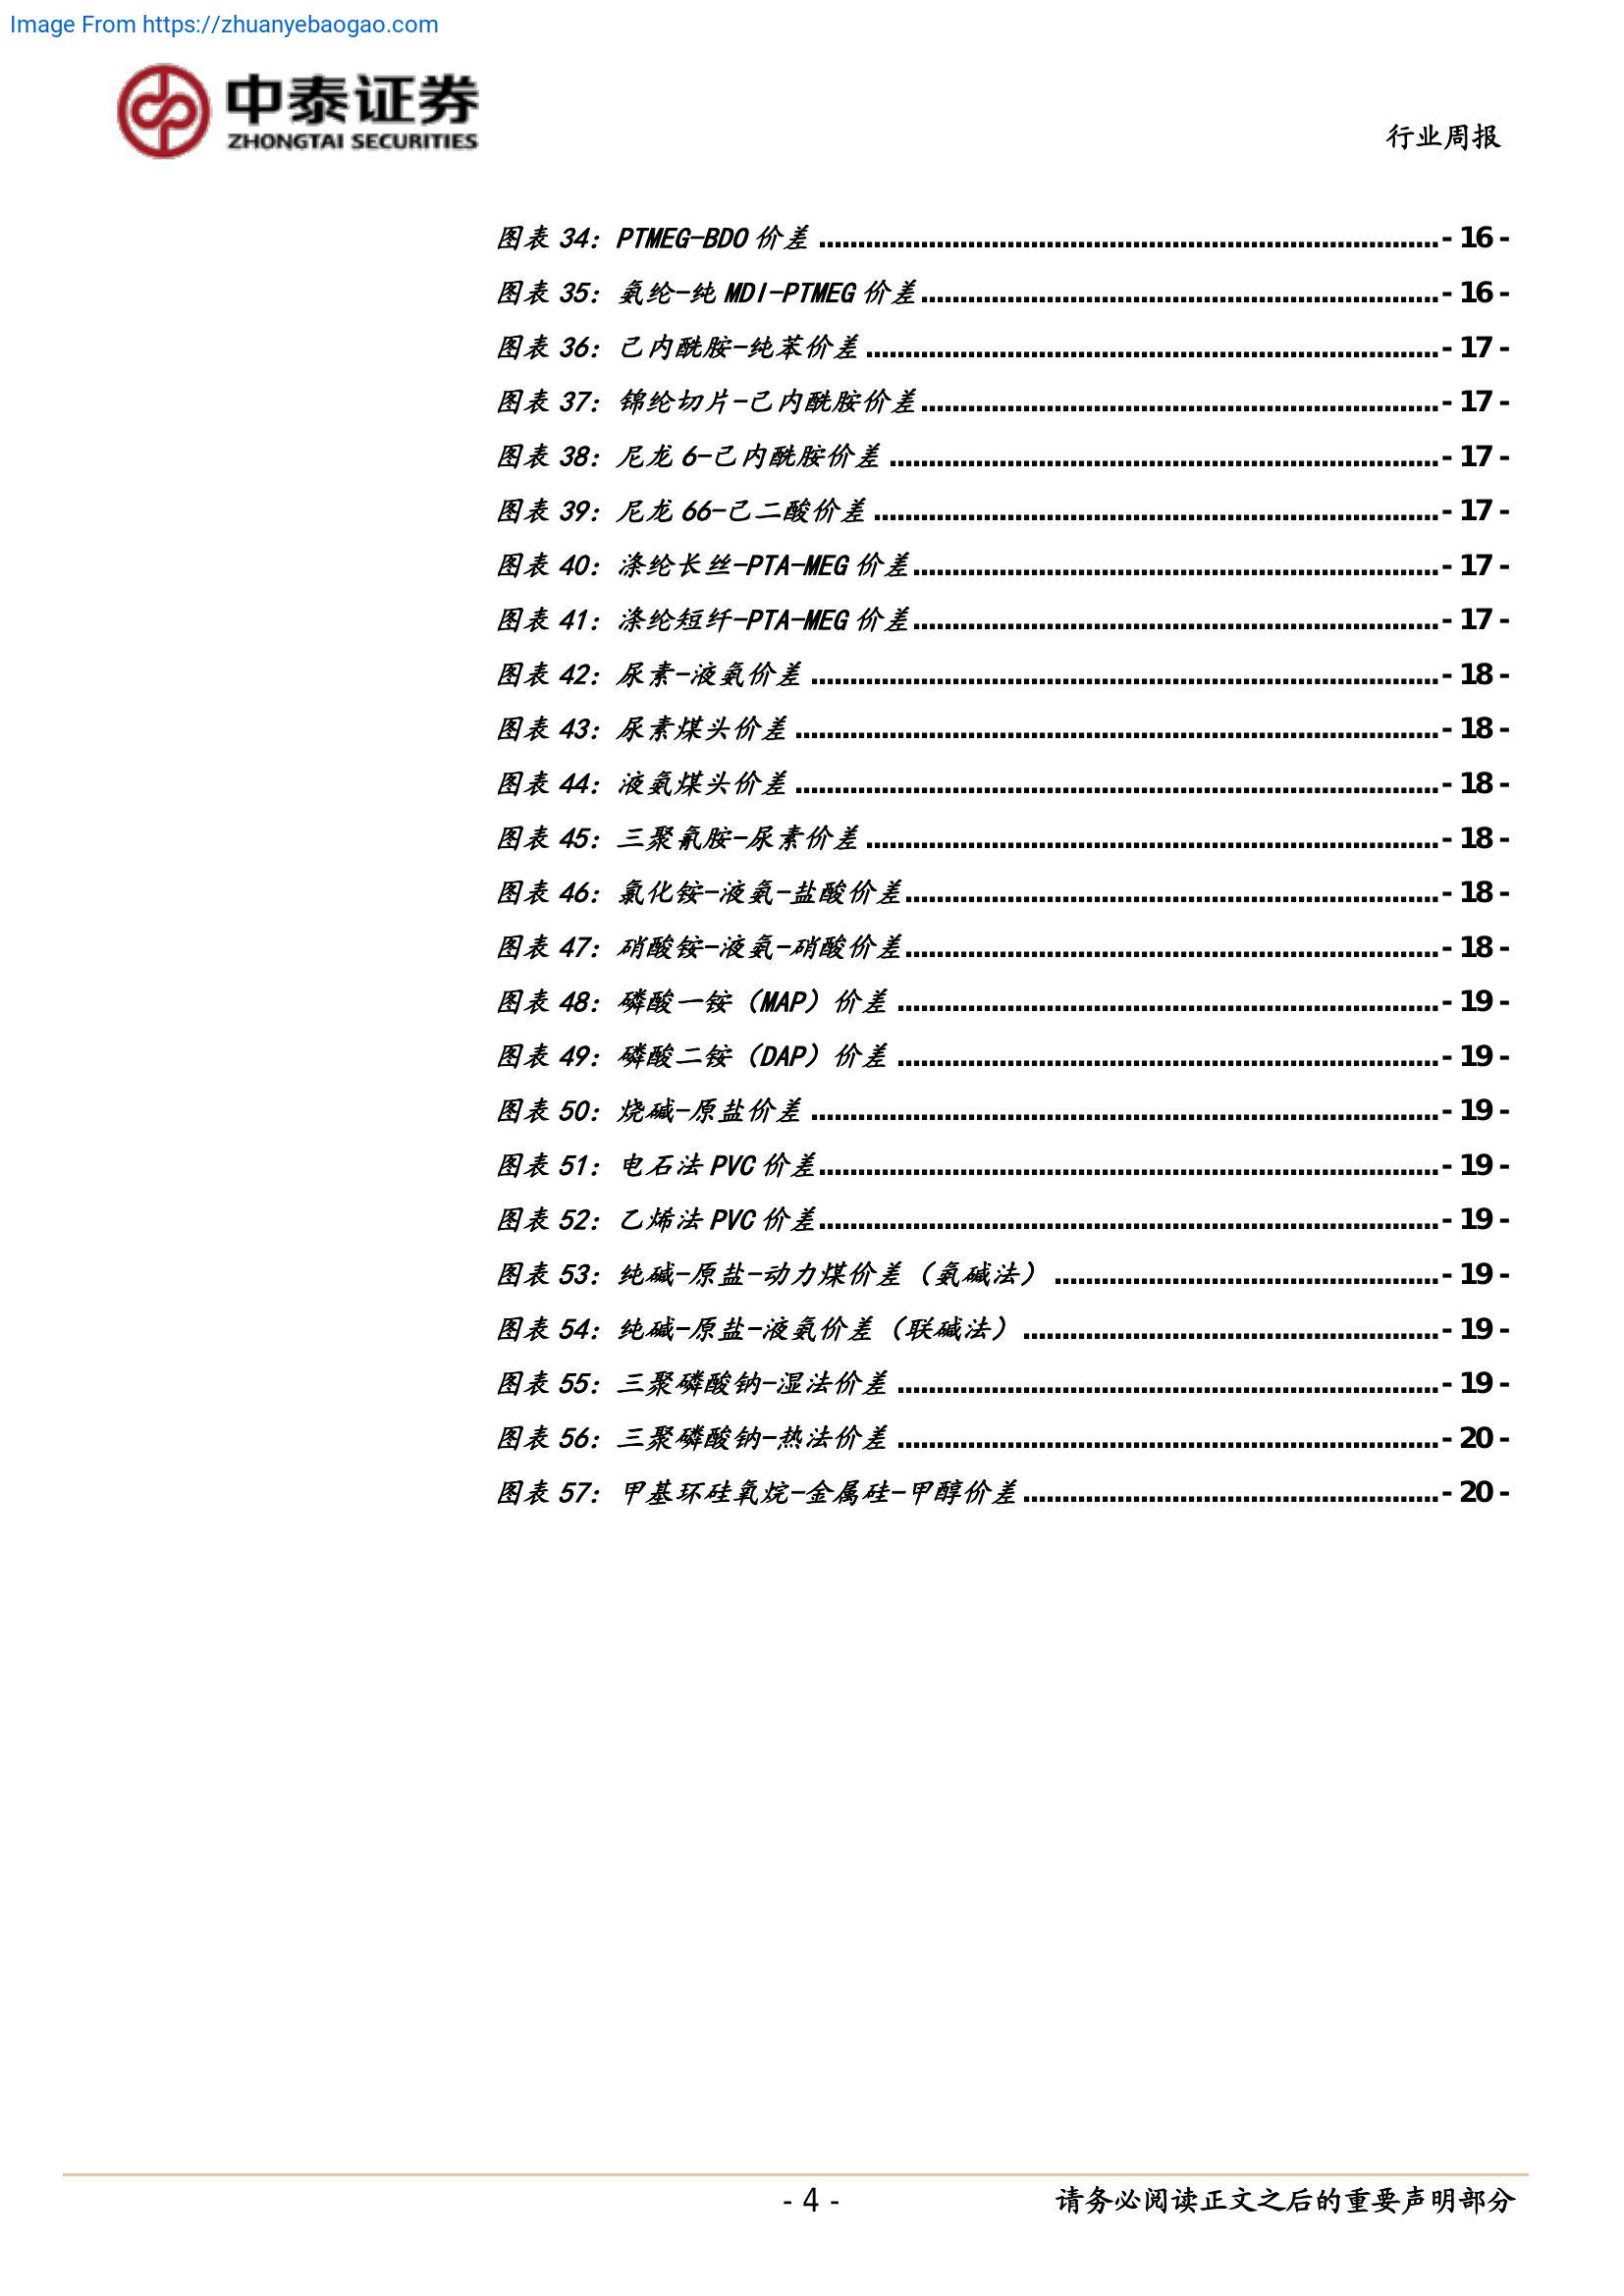 Image From https://zhuanyebaogao.com
中泰证券
ZHONGTAI SECURITIES
行业周报
图表 34：PTMEG-BDO 价差 ........ - 16 -
图表 35：氨纶-纯 MDI-PTMEG 价差 ........ - 16 -
图表 36：己内酰胺-纯苯价差 ........ - 17 -
图表 37：锦纶切片-己内酰胺价差 ........ - 17 -
图表 38：尼龙 6-己内酰胺价差 ........ - 17 -
图表 39：尼龙 66-己二酸价差 ........ - 17 -
图表 40：涤纶长丝-PTA-MEG 价差 ........ - 17 -
图表 41：涤纶短纤-PTA-MEG 价差 ........ - 17 -
图表 42：尿素-液氨价差 ........ - 18 -
图表 43：尿素煤头价差 ........ - 18 -
图表 44：液氨煤头价差 ........ - 18 -
图表 45：三聚氰胺-尿素价差 ........ - 18 -
图表 46：氯化铵-液氨-盐酸价差 ........ - 18 -
图表 47：硝酸铵-液氨-硝酸价差 ........ - 18 -
图表 48：磷酸一铵（MAP）价差 ........ - 19 -
图表 49：磷酸二铵（DAP）价差 ........ - 19 -
图表 50：烧碱-原盐价差 ........ - 19 -
图表 51：电石法 PVC 价差 ........ - 19 -
图表 52：乙烯法 PVC 价差 ........ - 19 -
图表 53：纯碱-原盐-动力煤价差（氨碱法） ........ - 19 -
图表 54：纯碱-原盐-液氨价差（联碱法） ........ - 19 -
图表 55：三聚磷酸钠-湿法价差 ........ - 19 -
图表 56：三聚磷酸钠-热法价差 ........ - 20 -
图表 57：甲基环硅氧烷-金属硅-甲醇价差 ........ - 20 -
- 4 -
请务必阅读正文之后的重要声明部分